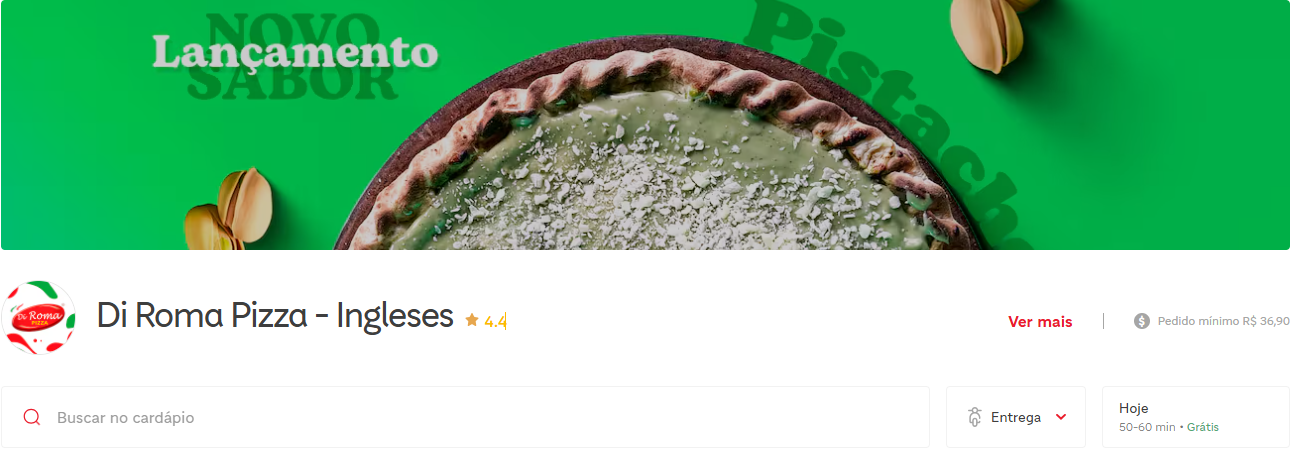 NOVO
Lançamento
SABOR
Pistach
Di Roma
PIZZA
Di Roma Pizza - Ingleses 4.4
Ver mais
$ Pedido mínimo R$ 36,90
Buscar no cardápio
Entrega
Hoje
50-60 min • Grátis